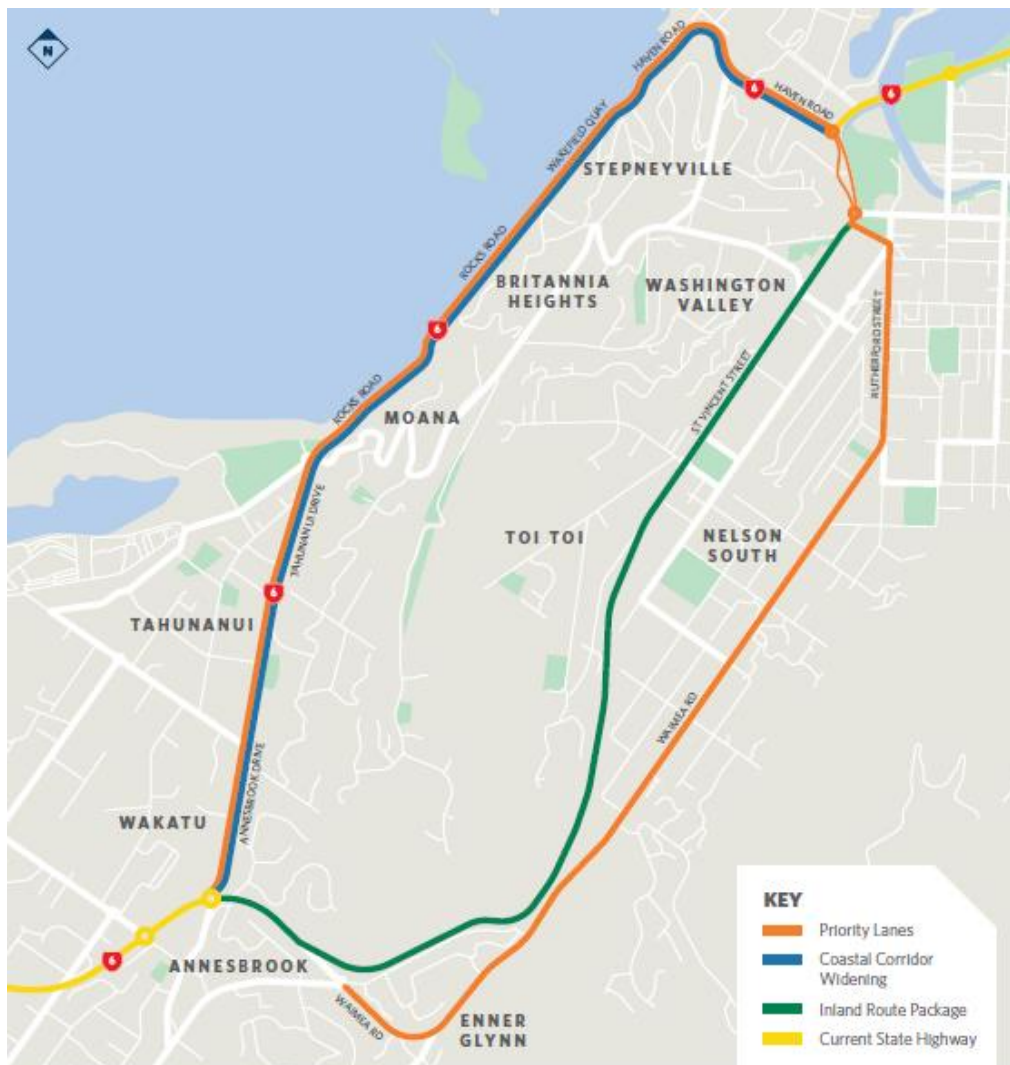 N
HAVEN ROAD
6
HAVEN ROAD
6
WAKEFIELD QUAY
STEPNEYVILLE
ROCKS ROAD
BRITANNIA
HEIGHTS
WASHINGTON
VALLEY
6
RUTHERFORD STREET
ROCKS ROAD
MOANA
ST VINCENT STREET
TAHUNANUI DRIVE
TOI TOI
NELSON
SOUTH
6
TAHUNANUI
WAIMEA RD
ANNESBROOK DRIVE
WAKATU
6
ANNESBROOK
WAIMEA RD
ENNER
GLYNN
KEY
Priority Lanes
Coastal Corridor
Widening
Inland Route Package
Current State Highway